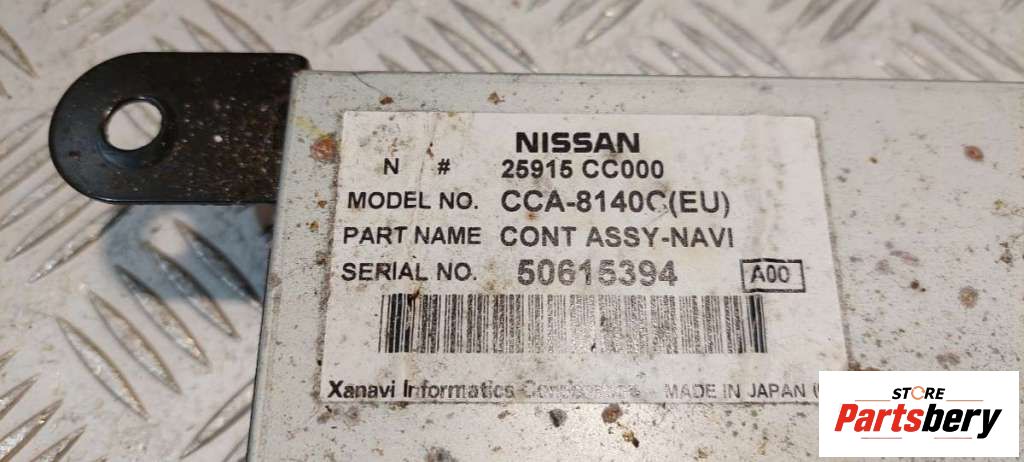 NISSAN
N # 25915 CC000
MODEL NO. CCA-8140C(EU)
PART NAME CONT ASSY-NAVI
SERIAL NO. 50615394 A00
Xanavi Informatics Corporation MADE IN JAPAN (
STORE
Partsbery